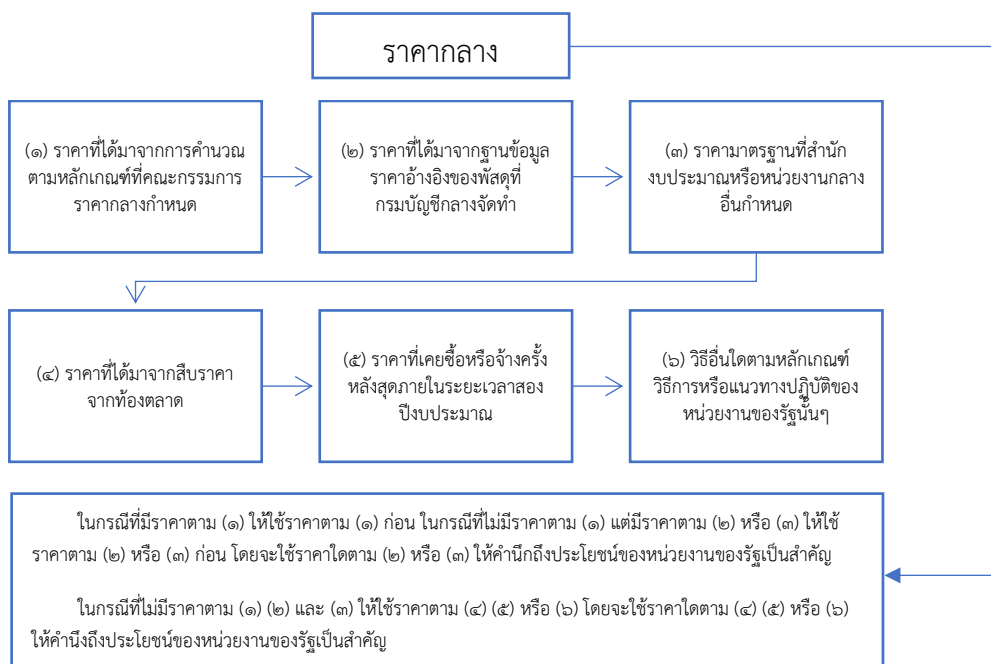 ราคากลาง
(๑) ราคาที่ได้มาจากการคำนวณ
ตามหลักเกณฑ์ที่คณะกรรมการ
ราคากลางกำหนด
(๒) ราคาที่ได้มาจากฐานข้อมูล
ราคาอ้างอิงของพัสดุที่
กรมบัญชีกลางจัดทำ
(๓) ราคามาตรฐานที่สำนัก
งบประมาณหรือหน่วยงานกลาง
อื่นกำหนด
(๔) ราคาที่ได้มาจากสืบราคา
จากท้องตลาด
(๕) ราคาที่เคยซื้อหรือจ้างครั้ง
หลังสุดภายในระยะเวลาสอง
ปีงบประมาณ
(๖) วิธีอื่นใดตามหลักเกณฑ์
วิธีการหรือแนวทางปฏิบัติของ
หน่วยงานของรัฐนั้นๆ
ในกรณีที่มีราคาตาม (๑) ให้ใช้ราคาตาม (๑) ก่อน ในกรณีที่ไม่มีราคาตาม (๑) แต่มีราคาตาม (๒) หรือ (๓) ให้ใช้
ราคาตาม (๒) หรือ (๓) ก่อน โดยจะใช้ราคาใดตาม (๒) หรือ (๓) ให้คำนึกถึงประโยชน์ของหน่วยงานของรัฐเป็นสำคัญ
ในกรณีที่ไม่มีราคาตาม (๑) (๒) และ (๓) ให้ใช้ราคาตาม (๔) (๕) หรือ (๖) โดยจะใช้ราคาใดตาม (๔) (๕) หรือ (๖)
ให้คำนึงถึงประโยชน์ของหน่วยงานของรัฐเป็นสำคัญ